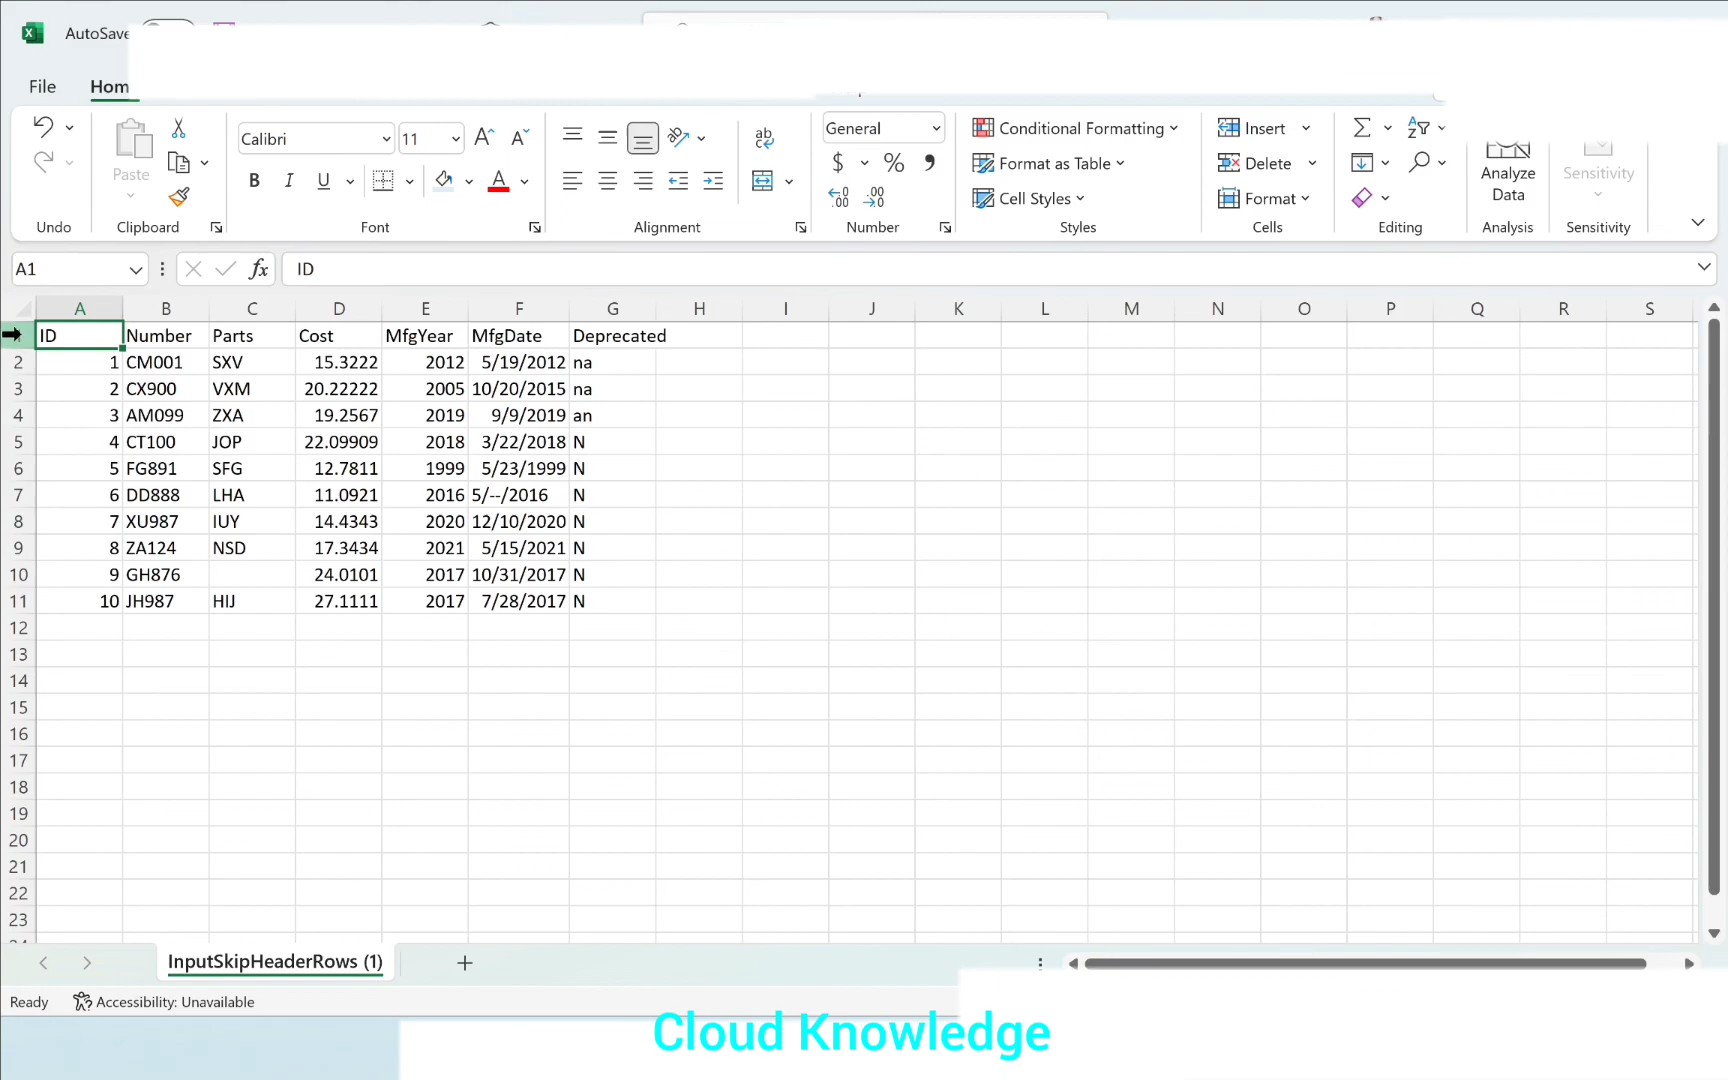 AutoSave
File Hom
Calibri 11 General Conditional Formatting Insert
Paste $ % Format as Table Delete Analyze Data Sensitivity
B I U A Cell Styles Format
Undo Clipboard Font Alignment Number Styles Cells Editing Analysis Sensitivity
A1 fx ID
A B C D E F G H I J K L M N O P Q R S
ID Number Parts Cost MfgYear MfgDate Deprecated
2 1 CM001 SXV 15.3222 2012 5/19/2012 na
3 2 CX900 VXM 20.22222 2005 10/20/2015 na
4 3 AM099 ZXA 19.2567 2019 9/9/2019 an
5 4 CT100 JOP 22.09909 2018 3/22/2018 N
6 5 FG891 SFG 12.7811 1999 5/23/1999 N
7 6 DD888 LHA 11.0921 2016 5/--/2016 N
8 7 XU987 IUY 14.4343 2020 12/10/2020 N
9 8 ZA124 NSD 17.3434 2021 5/15/2021 N
10 9 GH876 24.0101 2017 10/31/2017 N
11 10 JH987 HIJ 27.1111 2017 7/28/2017 N
12
13
14
15
16
17
18
19
20
21
22
23
InputSkipHeaderRows (1)
Ready Accessibility: Unavailable
Cloud Knowledge